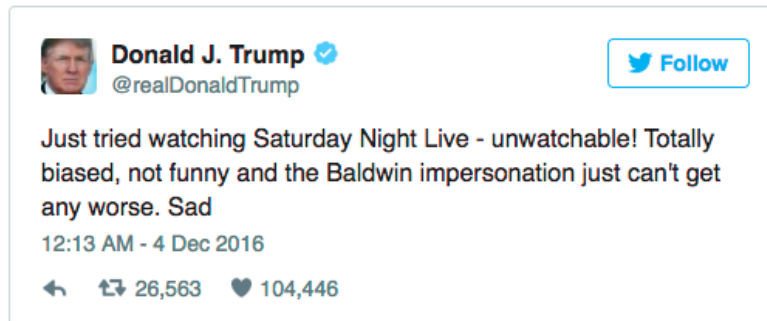 Donald J. Trump
@realDonaldTrump
Follow
Just tried watching Saturday Night Live - unwatchable! Totally
biased, not funny and the Baldwin impersonation just can't get
any worse. Sad
12:13 AM - 4 Dec 2016
26,563 104,446